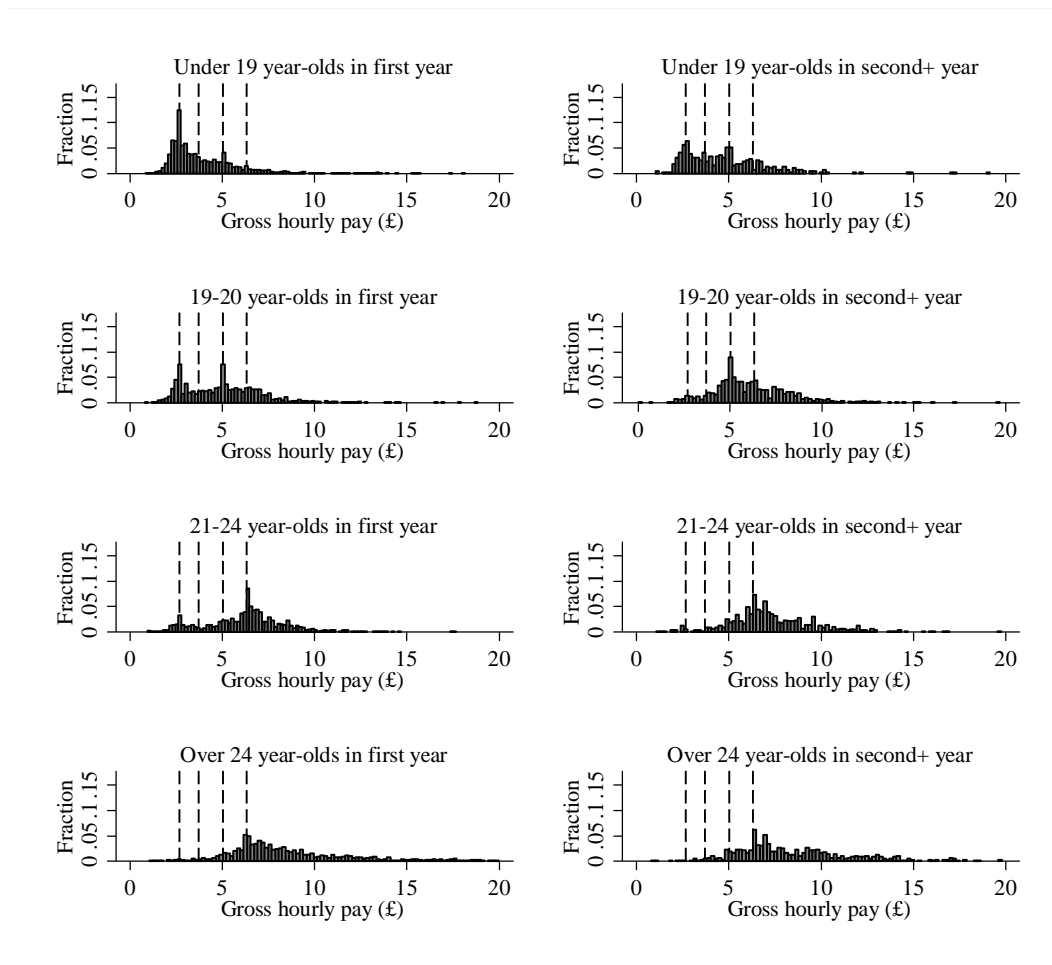 Under 19 year-olds in first year
Fraction
0 .05 .1 .15
0 5 10 15 20
Gross hourly pay (£)
Under 19 year-olds in second+ year
Fraction
0 .05 .1 .15
0 5 10 15 20
Gross hourly pay (£)
19-20 year-olds in first year
Fraction
0 .05 .1 .15
0 5 10 15 20
Gross hourly pay (£)
19-20 year-olds in second+ year
Fraction
0 .05 .1 .15
0 5 10 15 20
Gross hourly pay (£)
21-24 year-olds in first year
Fraction
0 .05 .1 .15
0 5 10 15 20
Gross hourly pay (£)
21-24 year-olds in second+ year
Fraction
0 .05 .1 .15
0 5 10 15 20
Gross hourly pay (£)
Over 24 year-olds in first year
Fraction
0 .05 .1 .15
0 5 10 15 20
Gross hourly pay (£)
Over 24 year-olds in second+ year
Fraction
0 .05 .1 .15
0 5 10 15 20
Gross hourly pay (£)